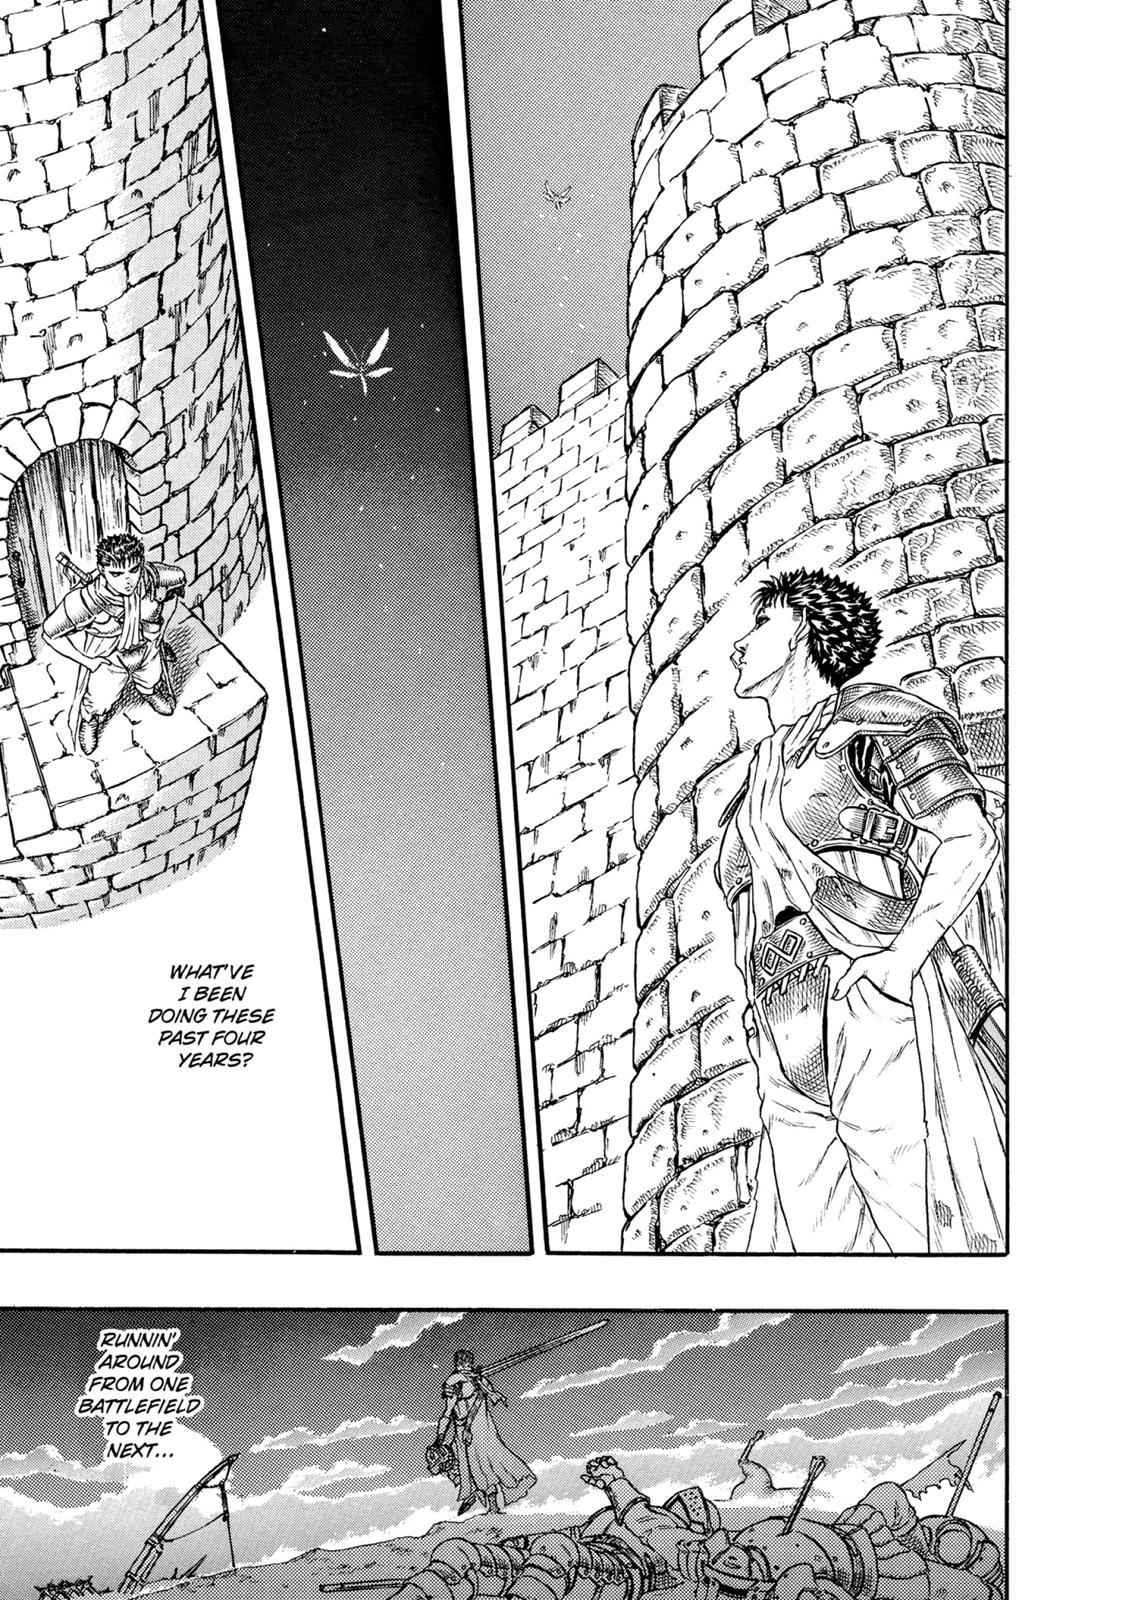 WHAT'VE
I BEEN
DOING THESE
PAST FOUR
YEARS?
RUNNIN'
AROUND
FROM ONE
BATTLEFIELD
TO THE
NEXT...